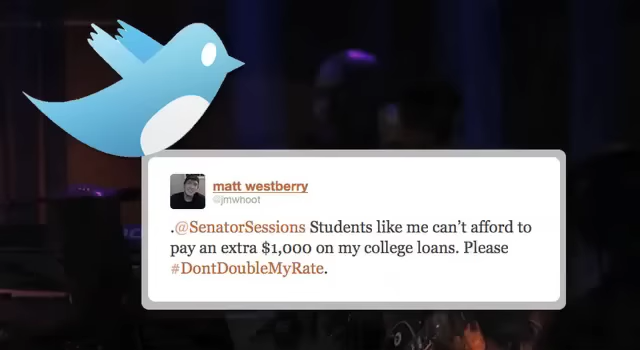 matt westberry
@jmwhoot
.@SenatorSessions Students like me can't afford to
pay an extra $1,000 on my college loans. Please
#DontDoubleMyRate.